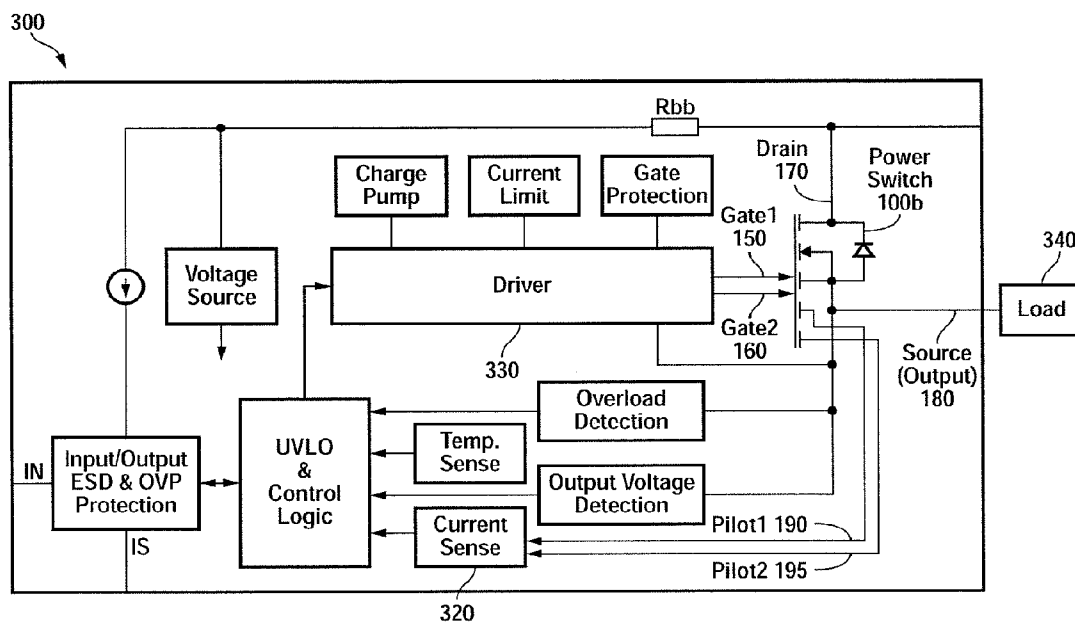 300
Rbb
Drain
170
Power
Switch
100b
Charge
Pump
Current
Limit
Gate
Protection
Gate1
150
340
Voltage
Source
Driver
Load
Gate2
160
330
Source
(Output)
180
Overload
Detection
UVLO
&
Control
Logic
Temp.
Sense
IN
Input/Output
ESD & OVP
Protection
Output Voltage
Detection
IS
Current
Sense
Pilot1 190
Pilot2 195
320